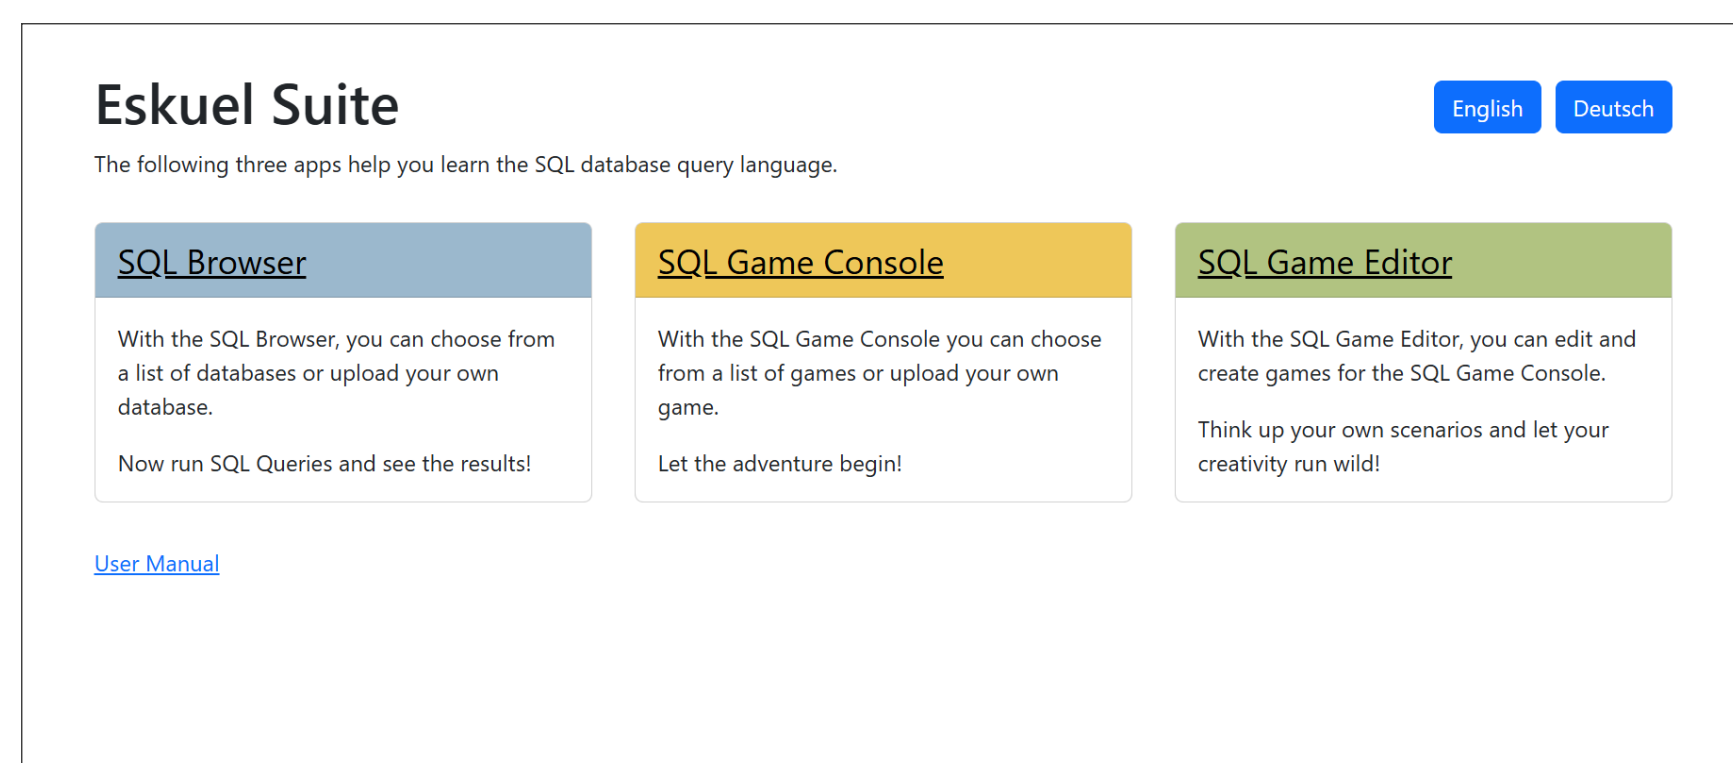 Eskuel Suite
English
Deutsch
The following three apps help you learn the SQL database query language.
SQL Browser
With the SQL Browser, you can choose from
a list of databases or upload your own
database.
Now run SQL Queries and see the results!
SQL Game Console
With the SQL Game Console you can choose
from a list of games or upload your own
game.
Let the adventure begin!
SQL Game Editor
With the SQL Game Editor, you can edit and
create games for the SQL Game Console.
Think up your own scenarios and let your
creativity run wild!
User Manual